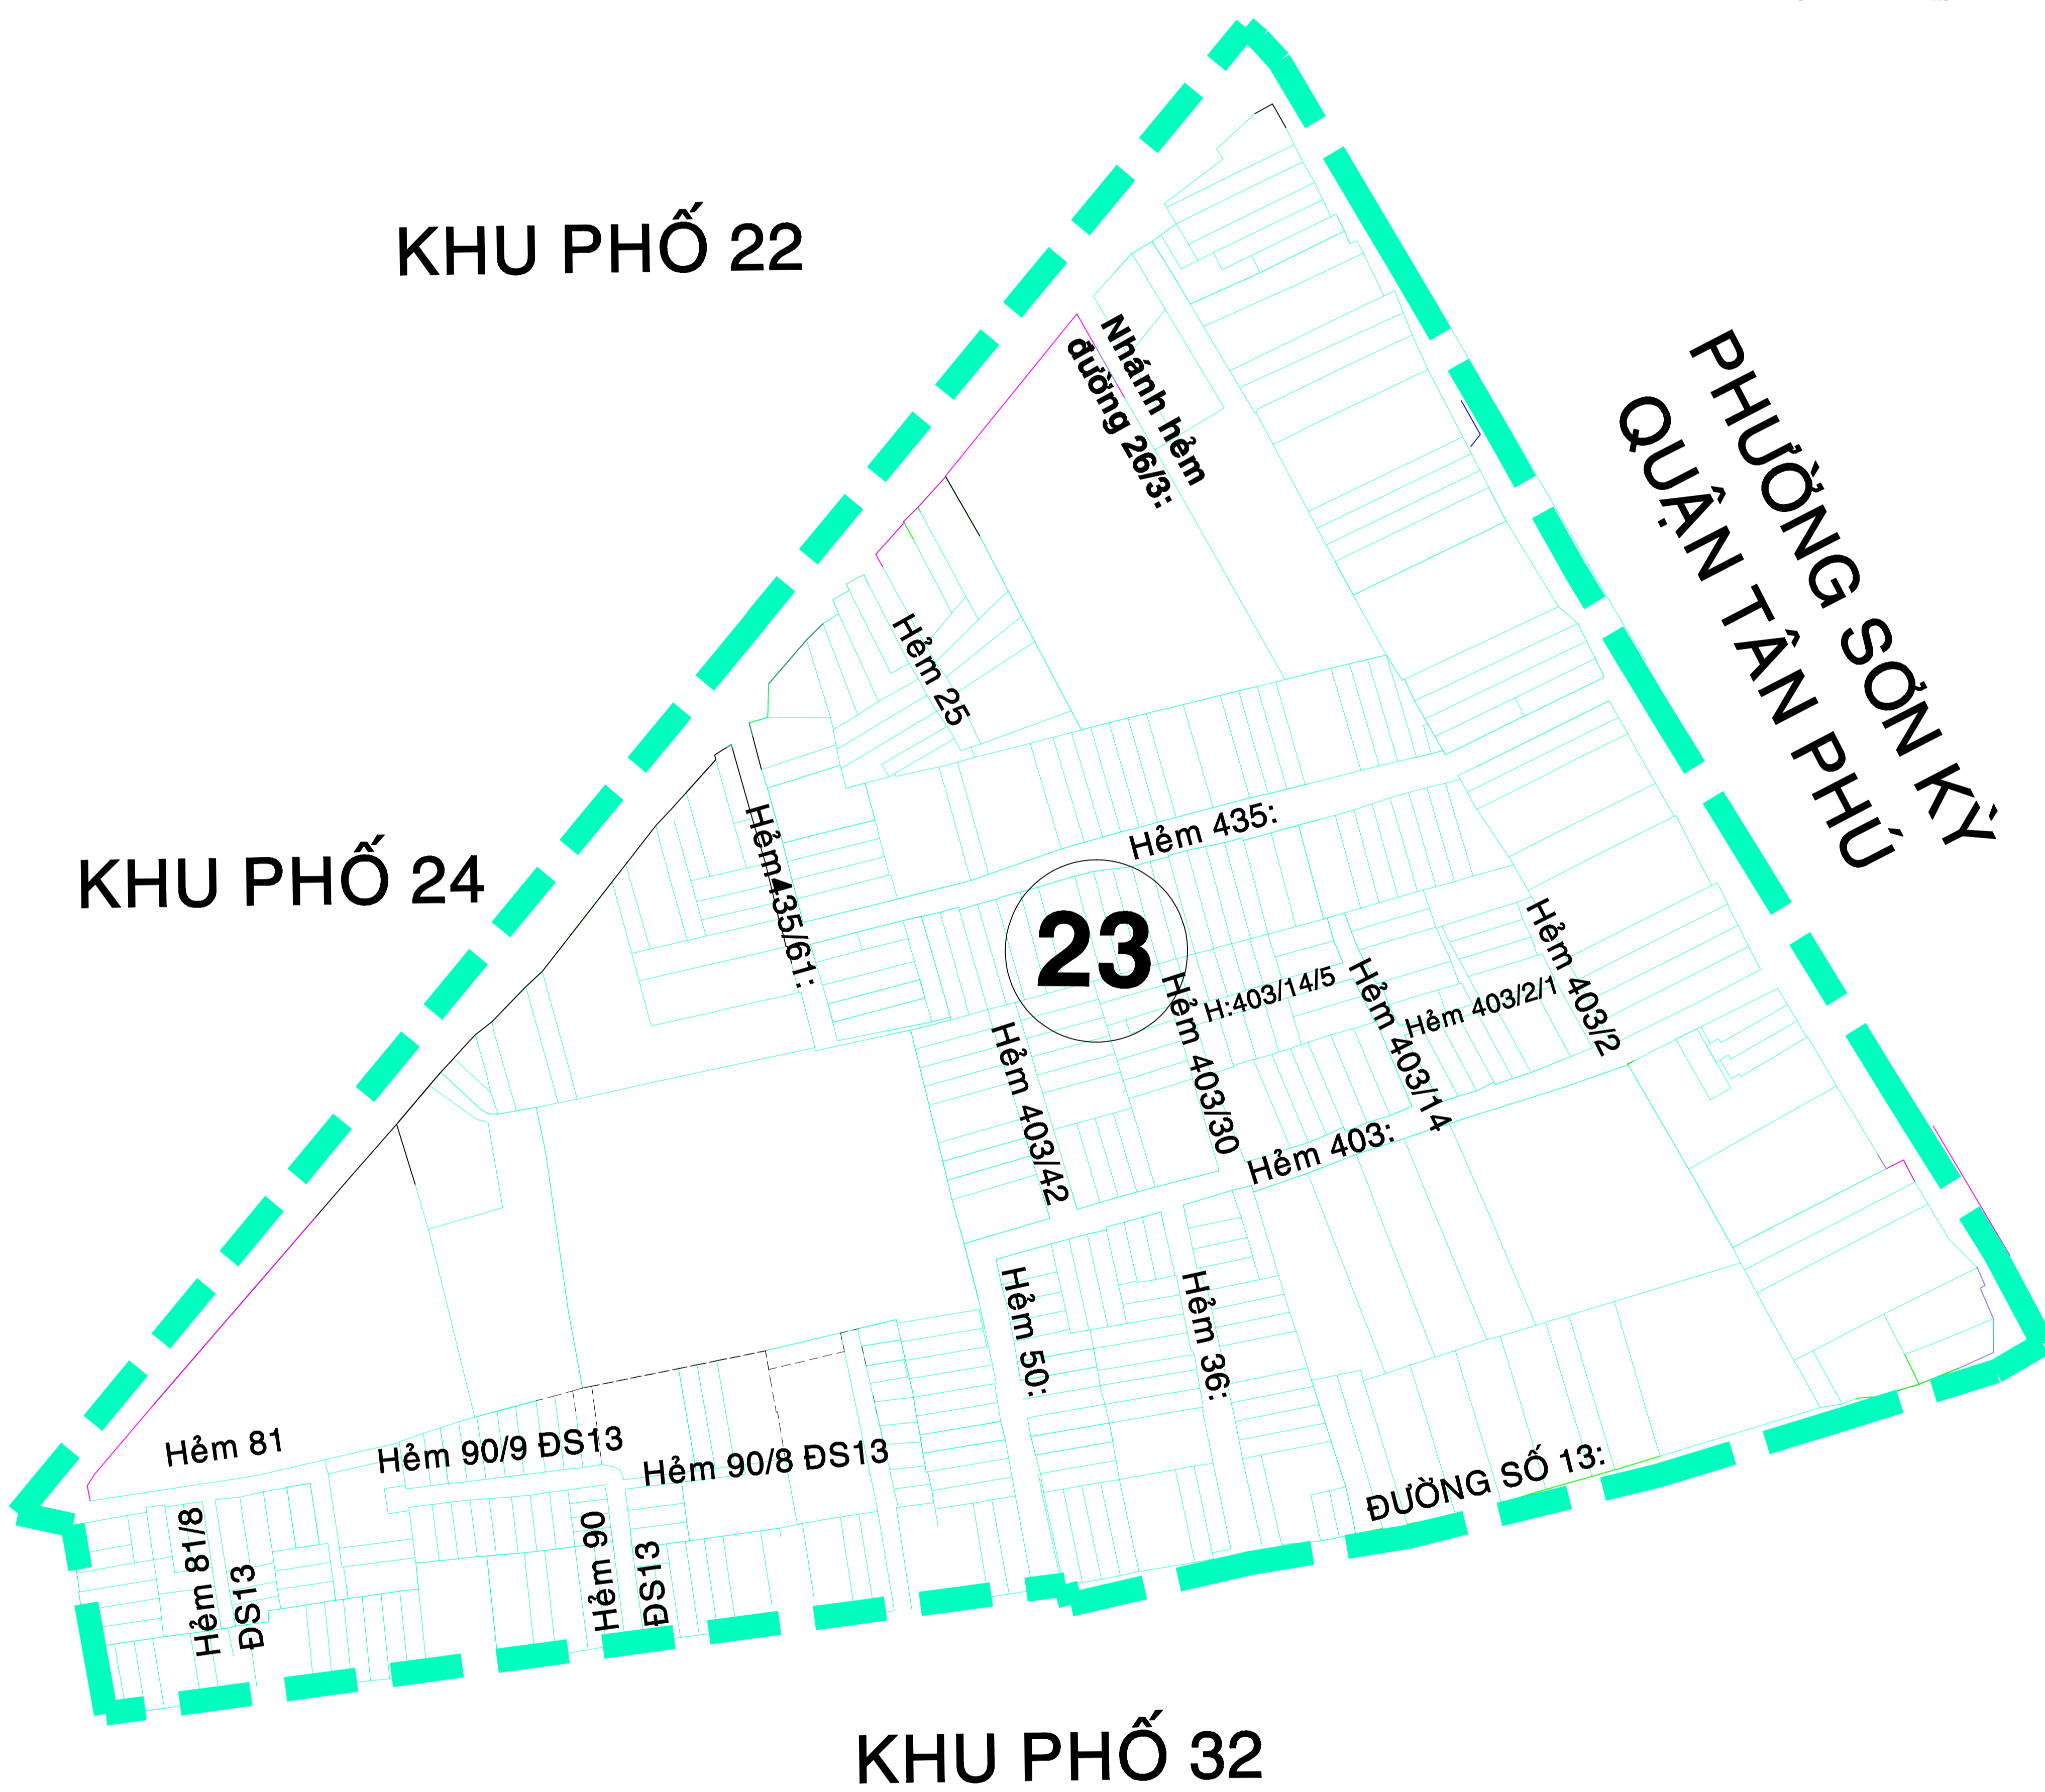 KHU PHỐ 22
PHƯỜNG SƠN KỲ
QUẬN TÂN PHÚ
Nhánh hẻm
đường 26/3:
Hẻm 25
KHU PHỐ 24
Hẻm 435:
Hẻm435/61:
23
Hẻm 403/2
H:403/14/5
Hẻm 403/2/1
Hẻm 403/14
Hẻm 403/30
Hẻm 403/42
Hẻm 403:
Hẻm 50:
Hẻm 36:
Hẻm 81
Hẻm 90/9 ĐS13
Hẻm 90/8 ĐS13
ĐƯỜNG SỐ 13:
Hẻm 81/8
ĐS13
Hẻm 90
ĐS13
KHU PHỐ 32